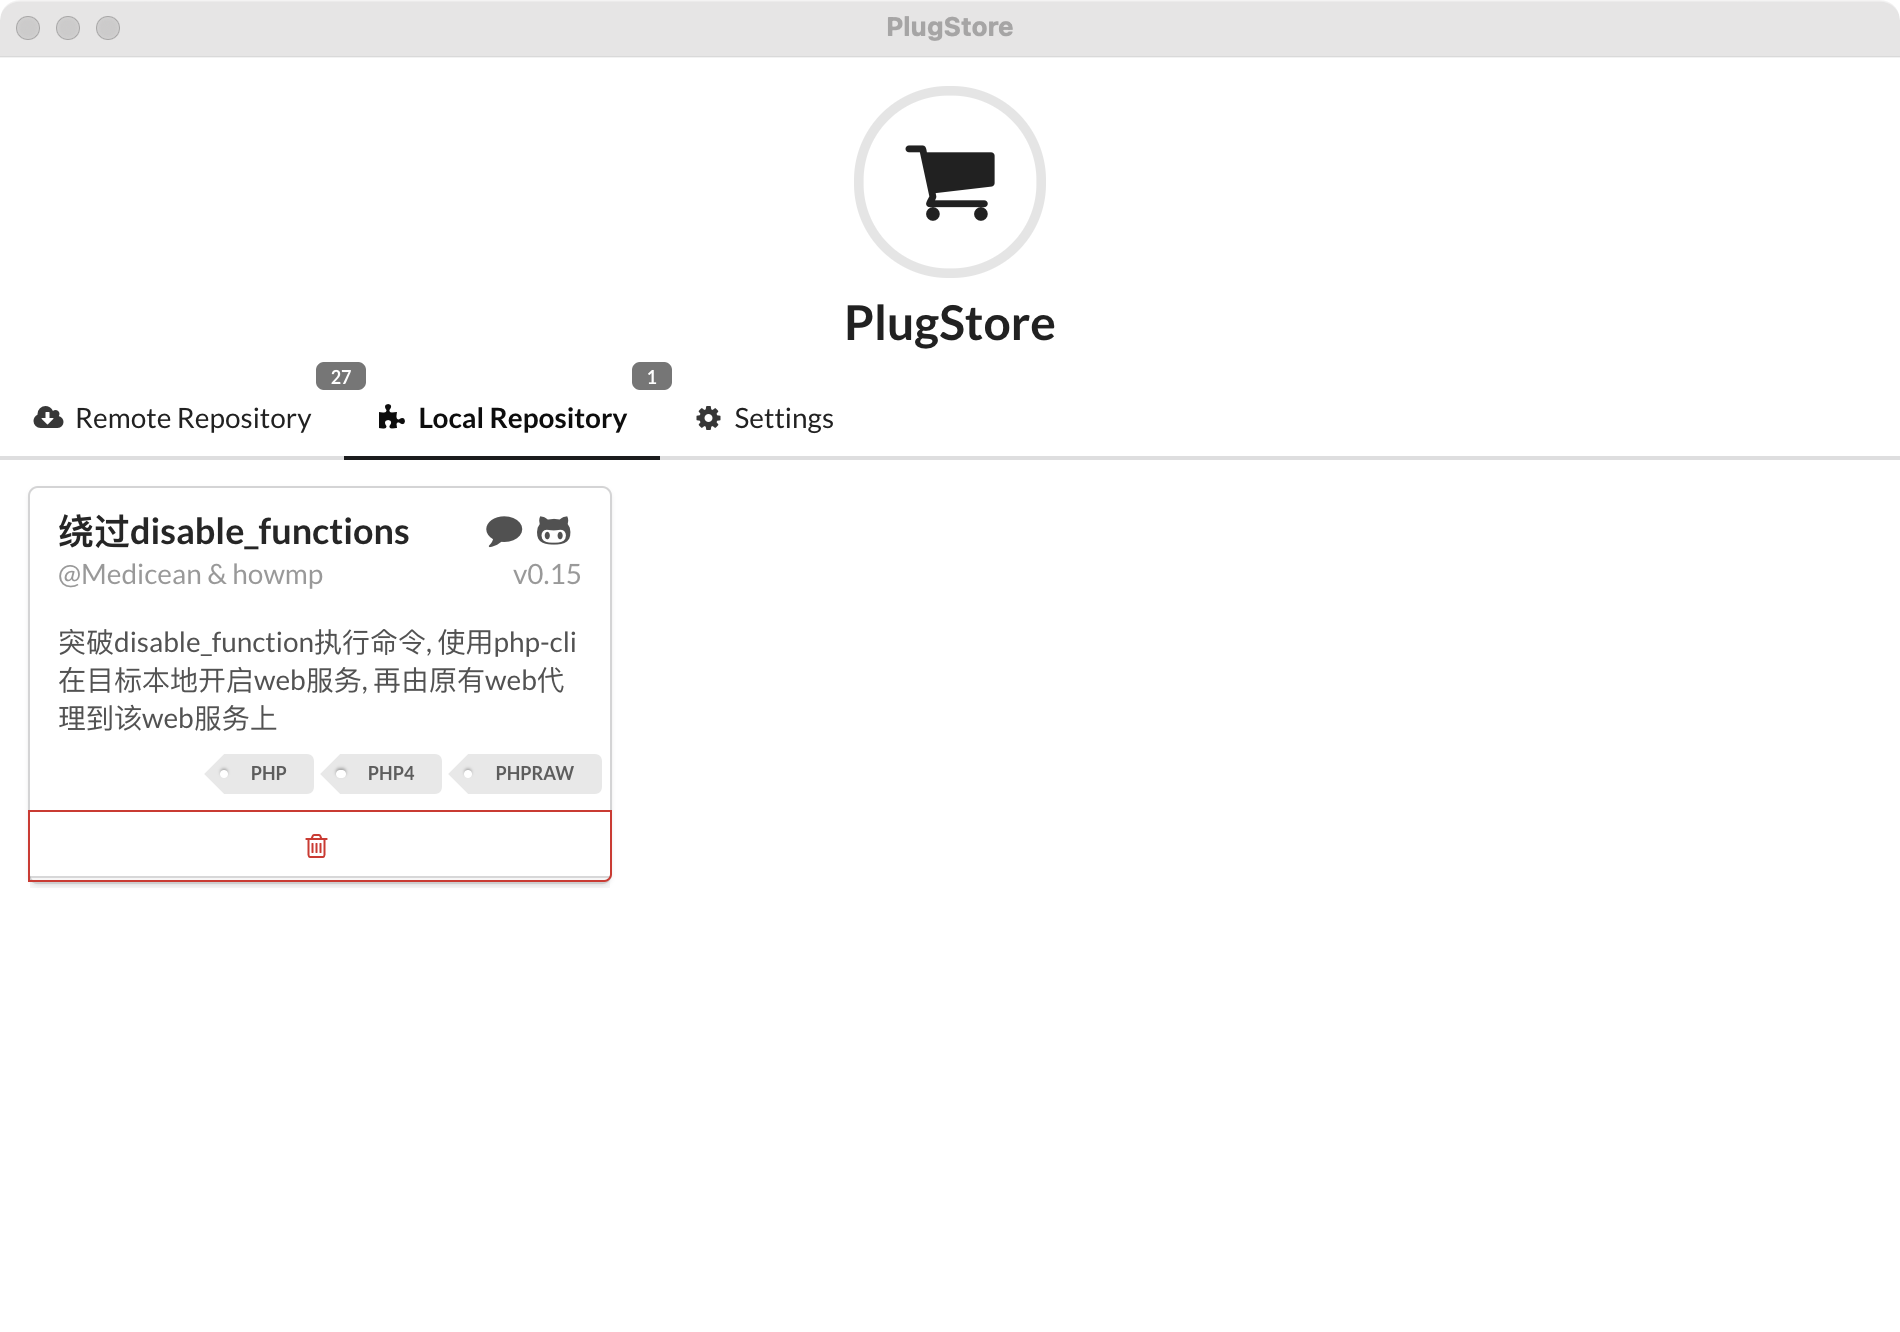 PlugStore
PlugStore
27
1
Remote Repository
Local Repository
Settings
绕过disable_functions
@Medicean & howmp
v0.15
突破disable_function执行命令, 使用php-cli
在目标本地开启web服务, 再由原有web代
理到该web服务上
PHP
PHP4
PHPRAW